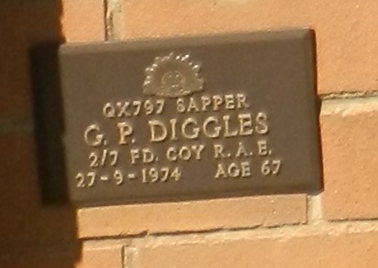 QX797 SAPPER
G. P. DIGGLES
2/7 FD. COY R.A.E.
27-9-1974 AGE 67